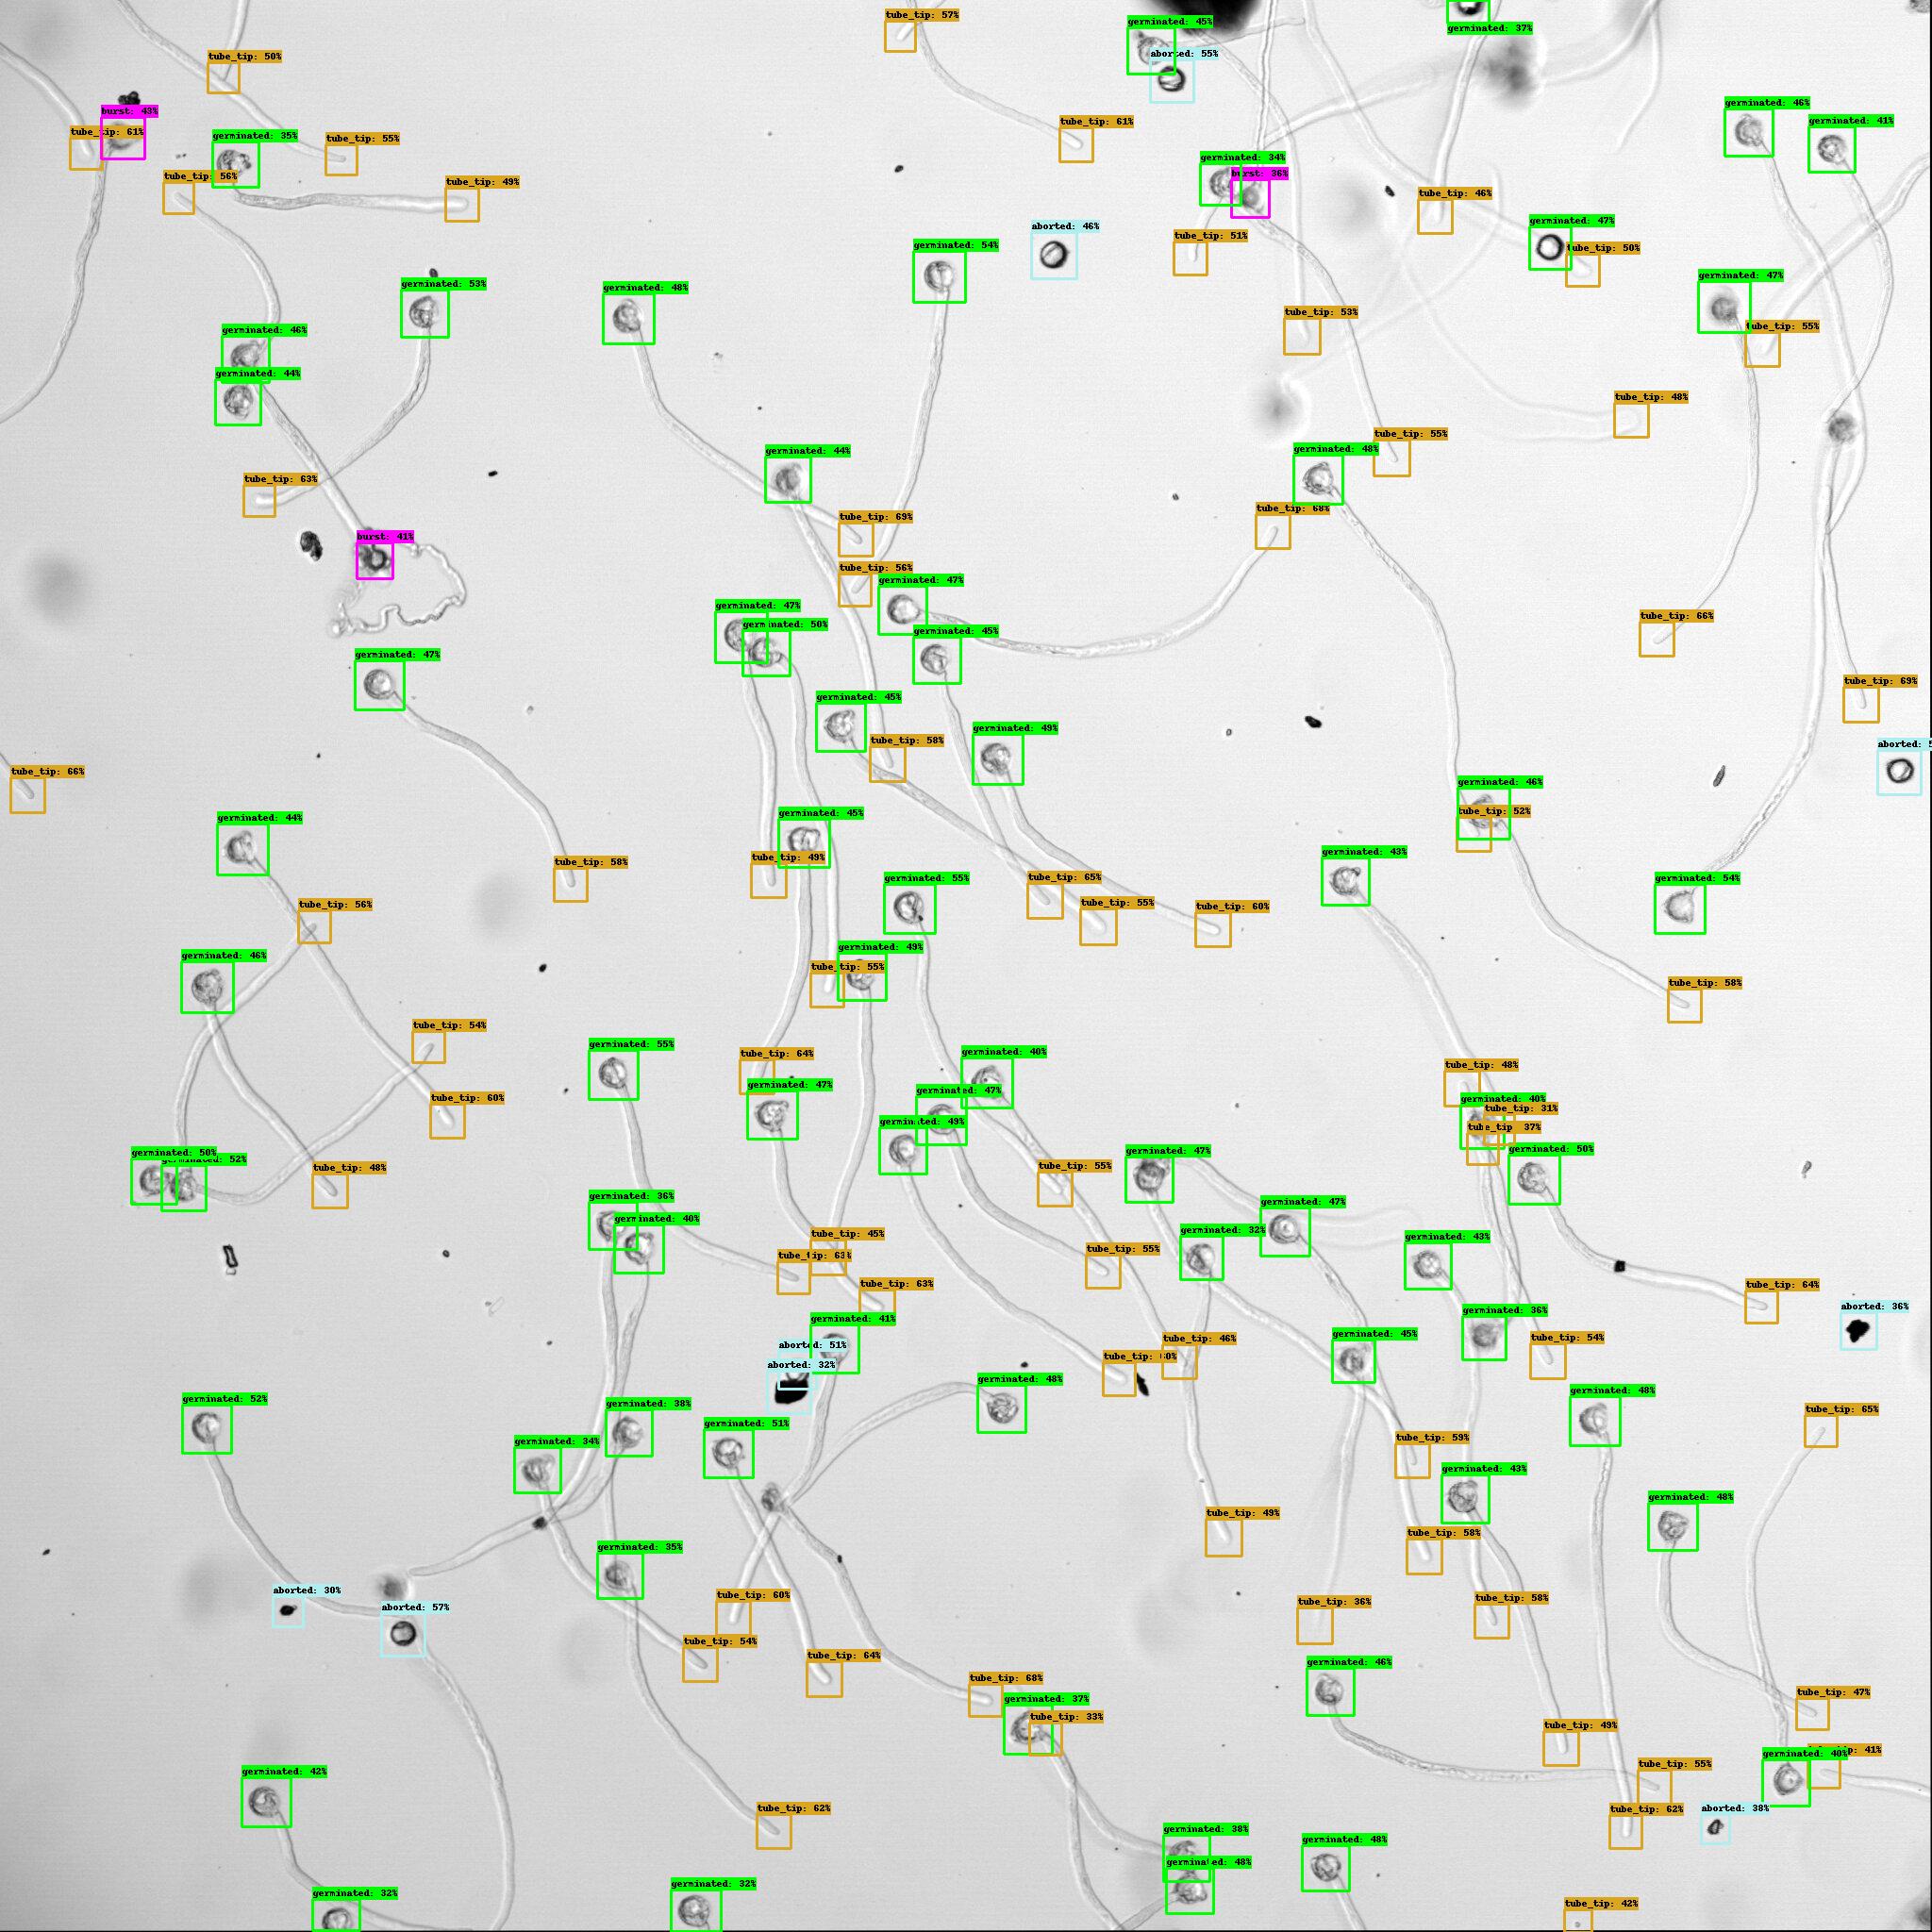 tube_tip: 57%
germinated: 45%
germinated: 37%
aborted: 55%
tube_tip: 50%
germinated: 46%
burst: 43%
germinated: 41%
tube_tip: 61%
tube_tip: 61%
germinated: 35%
tube_tip: 55%
germinated: 34%
burst: 36%
tube_tip: 56%
tube_tip: 49%
tube_tip: 46%
germinated: 47%
aborted: 46%
tube_tip: 51%
germinated: 54%
tube_tip: 50%
germinated: 47%
germinated: 53%
germinated: 48%
tube_tip: 53%
tube_tip: 55%
germinated: 46%
germinated: 44%
tube_tip: 48%
tube_tip: 55%
germinated: 44%
germinated: 48%
tube_tip: 63%
tube_tip: 68%
tube_tip: 69%
burst: 41%
tube_tip: 56%
germinated: 47%
germinated: 47%
tube_tip: 66%
germinated: 50%
germinated: 45%
germinated: 47%
tube_tip: 69%
germinated: 45%
germinated: 49%
tube_tip: 58%
aborted:
tube_tip: 66%
germinated: 46%
tube_tip: 52%
germinated: 45%
germinated: 44%
germinated: 43%
tube_tip: 49%
tube_tip: 58%
germinated: 55%
tube_tip: 65%
germinated: 54%
tube_tip: 56%
tube_tip: 55%
tube_tip: 60%
germinated: 49%
germinated: 46%
tube_tip: 55%
tube_tip: 58%
tube_tip: 54%
germinated: 55%
tube_tip: 64%
germinated: 40%
tube_tip: 48%
germinated: 47%
germinated: 47%
tube_tip: 60%
germinated: 40%
tube_tip: 31%
germinated: 49%
tube_tip: 37%
germinated: 50%
germinated: 52%
germinated: 47%
germinated: 50%
tube_tip: 48%
tube_tip: 55%
germinated: 36%
germinated: 47%
germinated: 40%
germinated: 32%
tube_tip: 45%
germinated: 43%
tube_tip: 63%
tube_tip: 55%
tube_tip: 63%
tube_tip: 64%
aborted: 36%
germinated: 41%
germinated: 36%
germinated: 45%
tube_tip: 46%
tube_tip: 54%
aborted: 51%
tube_tip: 60%
aborted: 32%
germinated: 48%
germinated: 48%
germinated: 52%
germinated: 38%
tube_tip: 65%
germinated: 51%
germinated: 34%
tube_tip: 59%
germinated: 43%
germinated: 48%
tube_tip: 49%
tube_tip: 58%
germinated: 35%
aborted: 30%
tube_tip: 60%
tube_tip: 58%
tube_tip: 36%
aborted: 57%
tube_tip: 54%
tube_tip: 64%
germinated: 46%
tube_tip: 68%
tube_tip: 47%
germinated: 37%
tube_tip: 33%
tube_tip: 49%
germinated: 40%
41%
tube_tip: 55%
germinated: 42%
tube_tip: 62%
tube_tip: 62%
aborted: 38%
germinated: 38%
germinated: 48%
germinated: 48%
germinated: 32%
germinated: 32%
tube_tip: 42%